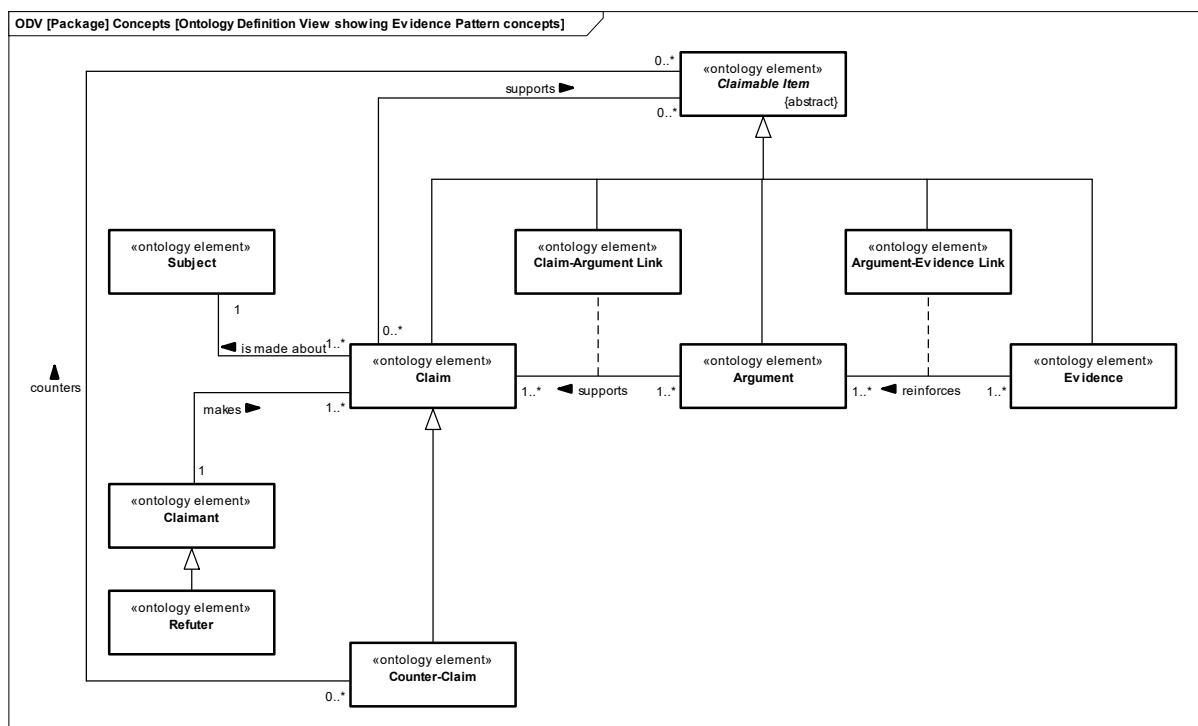 ODV [Package] Concepts [Ontology Definition View showing Evidence Pattern concepts]
0..*
«ontology element»
Claimable Item
{abstract}
supports
0..*
«ontology element»
Subject
«ontology element»
Claim-Argument Link
«ontology element»
Argument-Evidence Link
1
is made about
1..*
0..*
«ontology element»
Claim
«ontology element»
Argument
«ontology element»
Evidence
counters
1..*
supports
1..*
1..*
reinforces
1..*
makes
1..*
1
«ontology element»
Claimant
«ontology element»
Refuter
«ontology element»
Counter-Claim
0..*